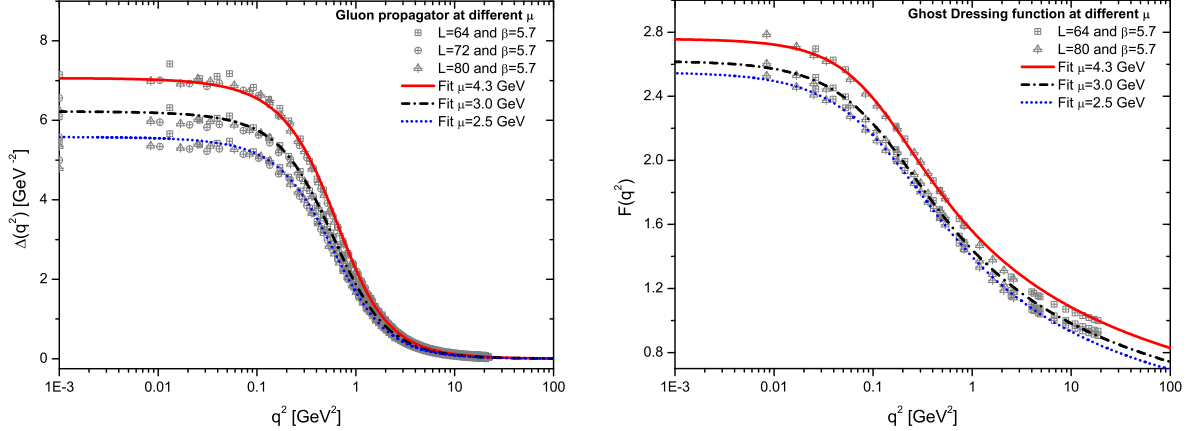 Gluon propagator at different μ
L=64 and β=5.7
L=72 and β=5.7
L=80 and β=5.7
Fit μ=4.3 GeV
Fit μ=3.0 GeV
Fit μ=2.5 GeV
8
6
4
2
0
Δ(q²) [GeV⁻²]
1E-3 0.01 0.1 1 10 100
q² [GeV²]
Ghost Dressing function at different μ
L=64 and β=5.7
L=80 and β=5.7
Fit μ=4.3 GeV
Fit μ=3.0 GeV
Fit μ=2.5 GeV
2.8
2.4
2.0
1.6
1.2
0.8
F(q²)
1E-3 0.01 0.1 1 10 100
q² [GeV²]